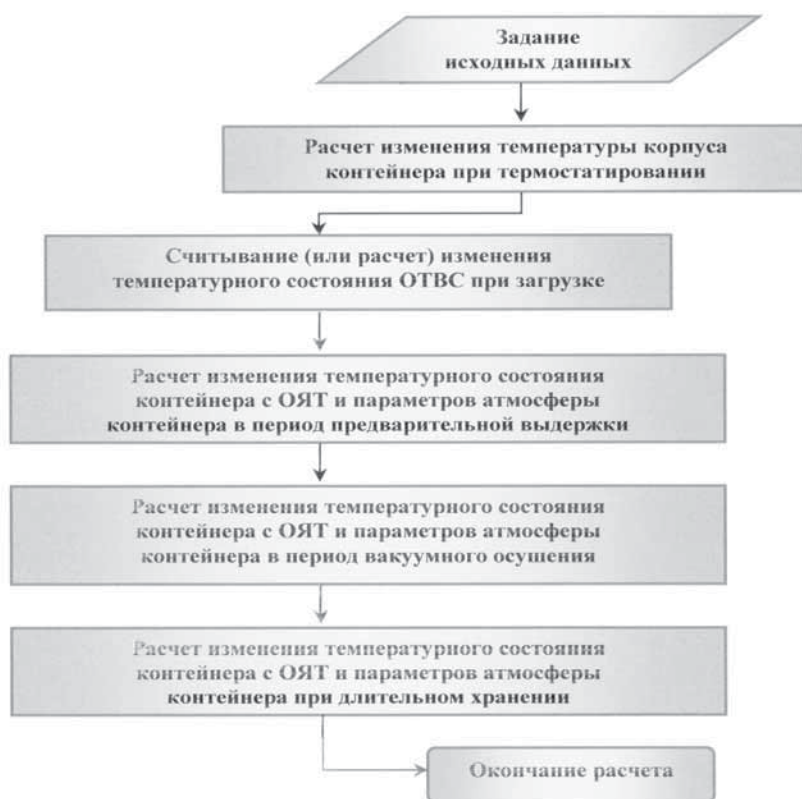 Задание
исходных данных
Расчет изменения температуры корпуса
контейнера при термостатировании
Считывание (или расчет) изменения
температурного состояния ОТВС при загрузке
Расчет изменения температурного состояния
контейнера с ОЯТ и параметров атмосферы
контейнера в период предварительной выдержки
Расчет изменения температурного состояния
контейнера с ОЯТ и параметров атмосферы
контейнера в период вакуумного осушения
Расчет изменения температурного состояния
контейнера с ОЯТ и параметров атмосферы
контейнера при длительном хранении
Окончание расчета